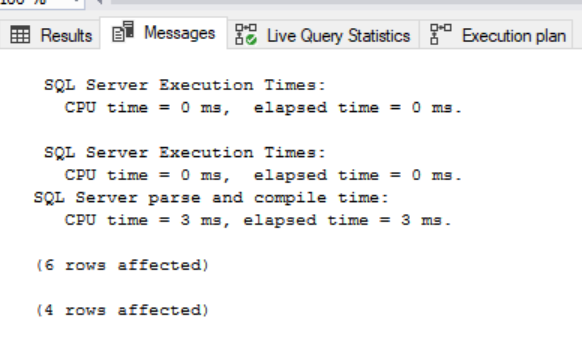 100 %
Results Messages Live Query Statistics Execution plan
SQL Server Execution Times:
CPU time = 0 ms, elapsed time = 0 ms.
SQL Server Execution Times:
CPU time = 0 ms, elapsed time = 0 ms.
SQL Server parse and compile time:
CPU time = 3 ms, elapsed time = 3 ms.
(6 rows affected)
(4 rows affected)